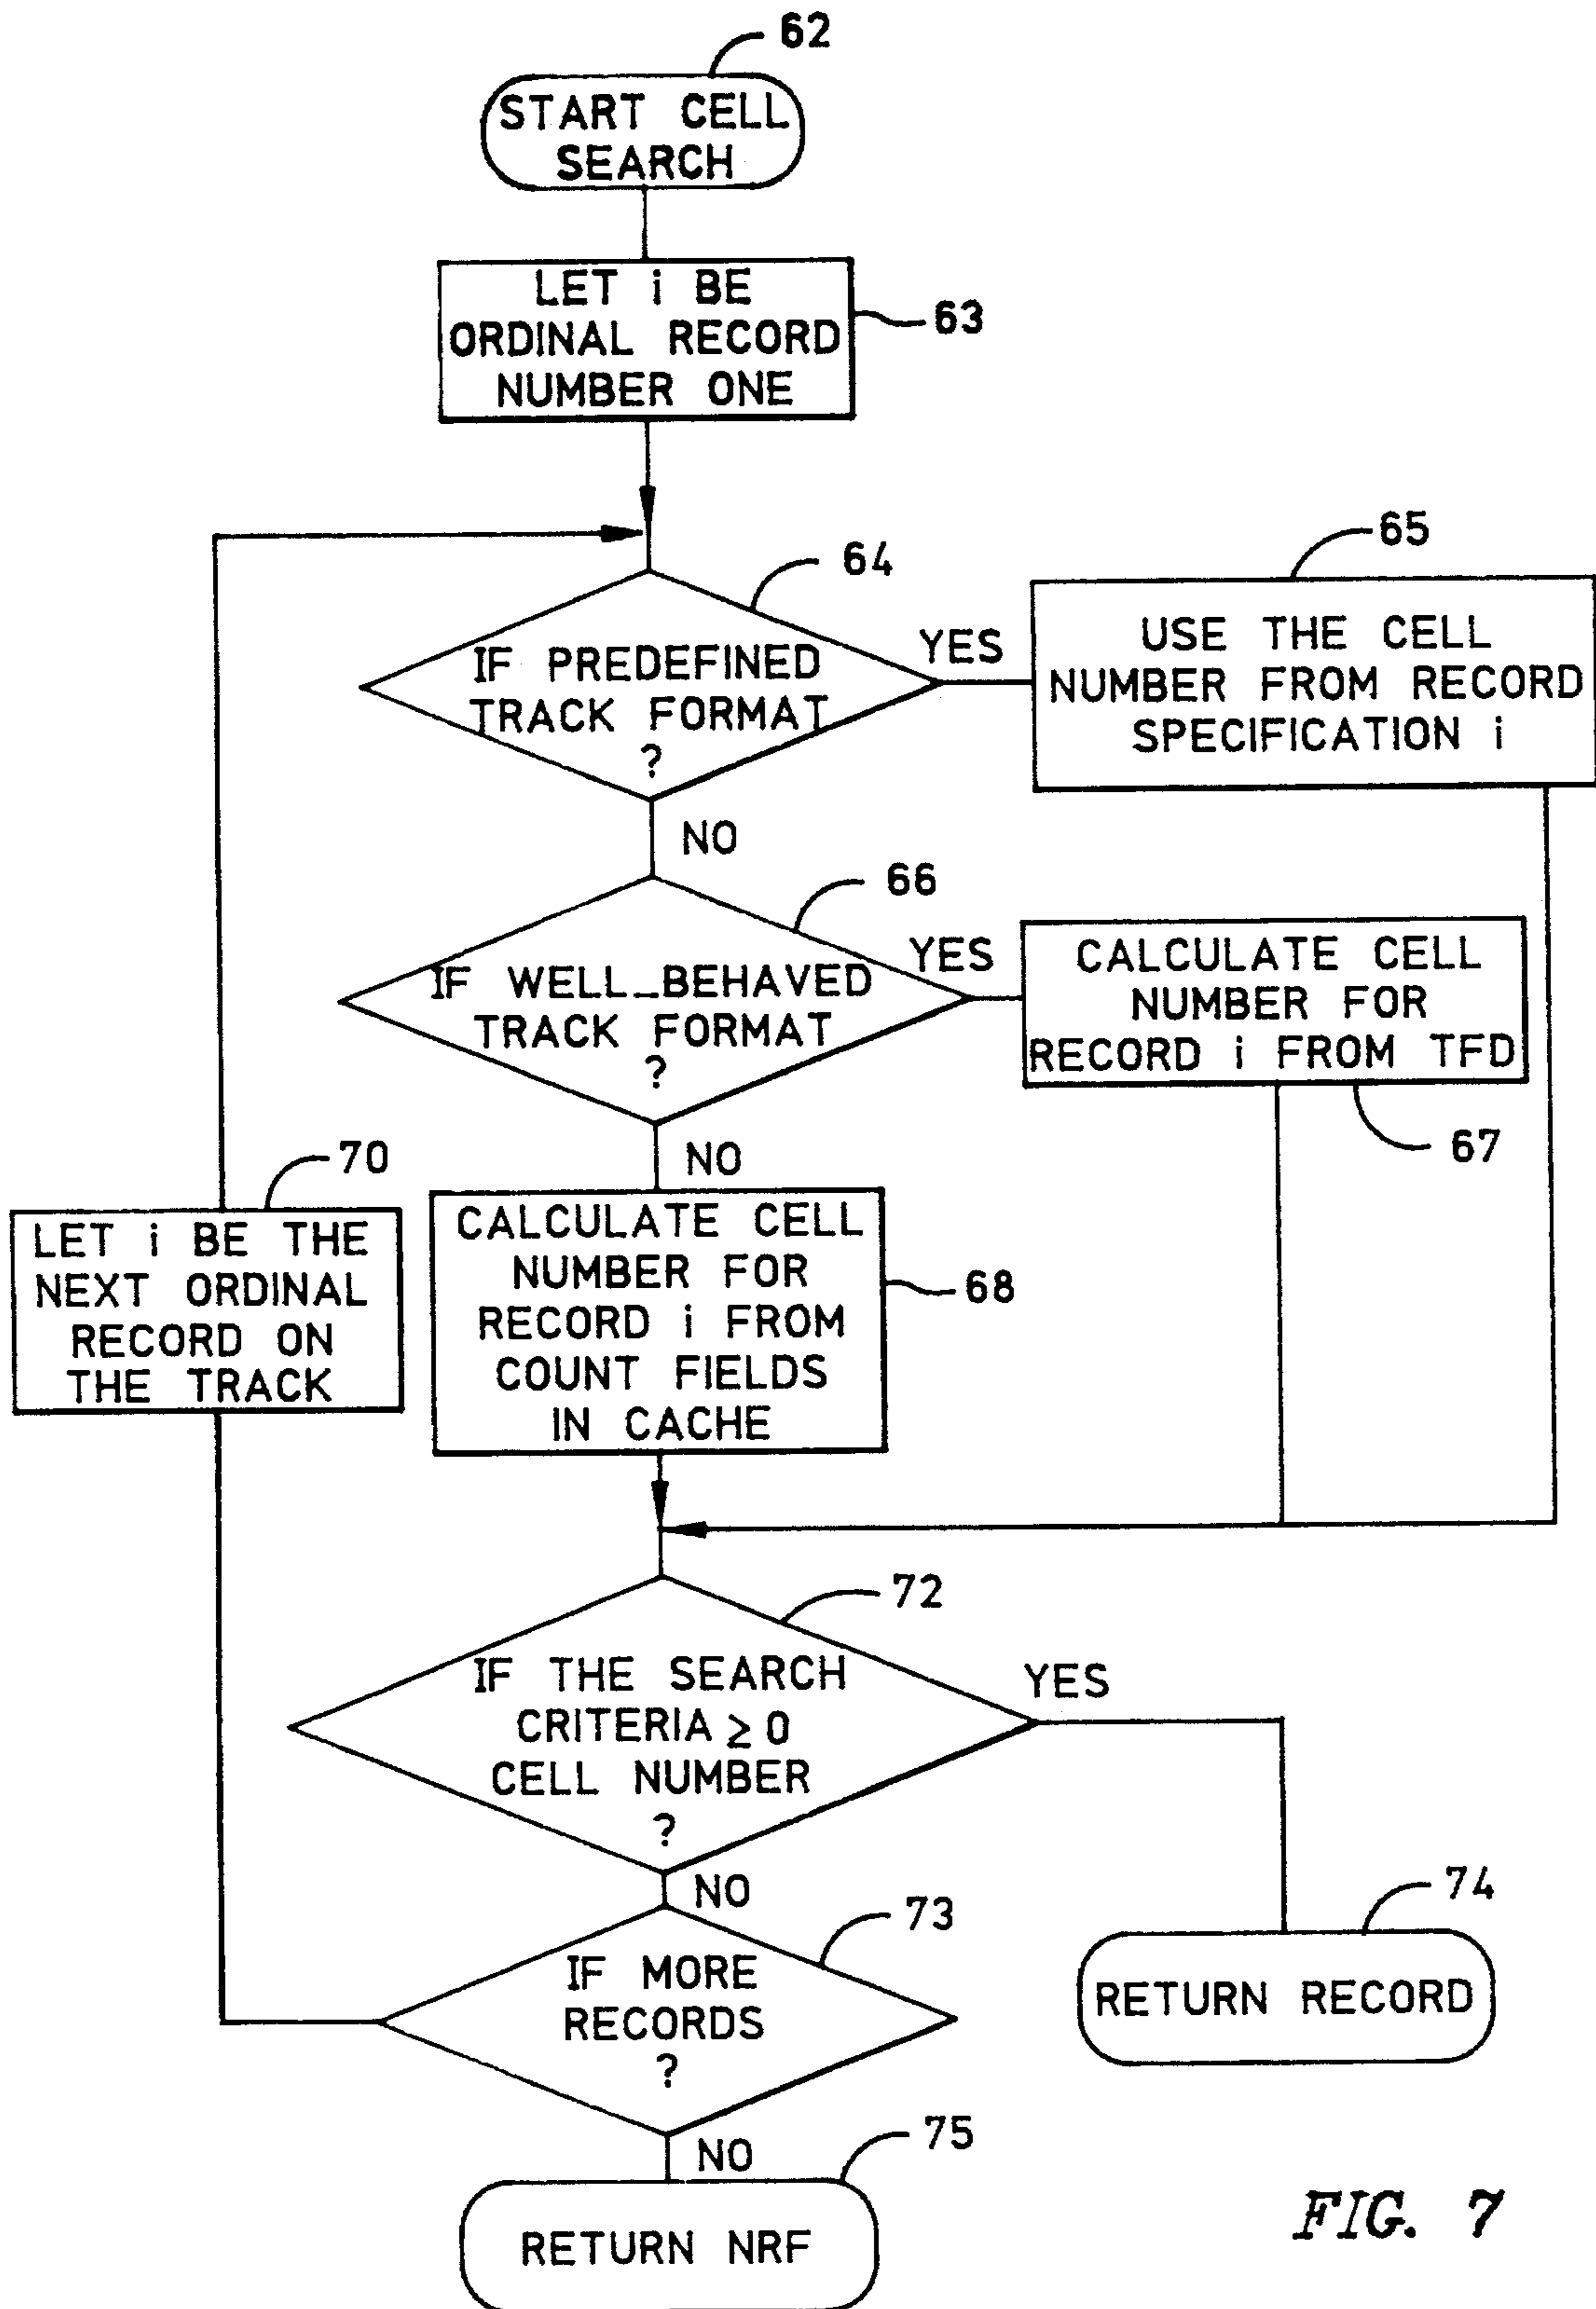 62
START CELL
SEARCH
LET i BE
ORDINAL RECORD
NUMBER ONE
63
64
IF PREDEFINED
TRACK FORMAT
?
YES
65
USE THE CELL
NUMBER FROM RECORD
SPECIFICATION i
NO
66
IF WELL_BEHAVED
TRACK FORMAT
?
YES
CALCULATE CELL
NUMBER FOR
RECORD i FROM TFD
67
NO
70
LET i BE THE
NEXT ORDINAL
RECORD ON
THE TRACK
CALCULATE CELL
NUMBER FOR
RECORD i FROM
COUNT FIELDS
IN CACHE
68
72
IF THE SEARCH
CRITERIA ≥ 0
CELL NUMBER
?
YES
NO
73
IF MORE
RECORDS
?
74
RETURN RECORD
NO
75
RETURN NRF
FIG. 7